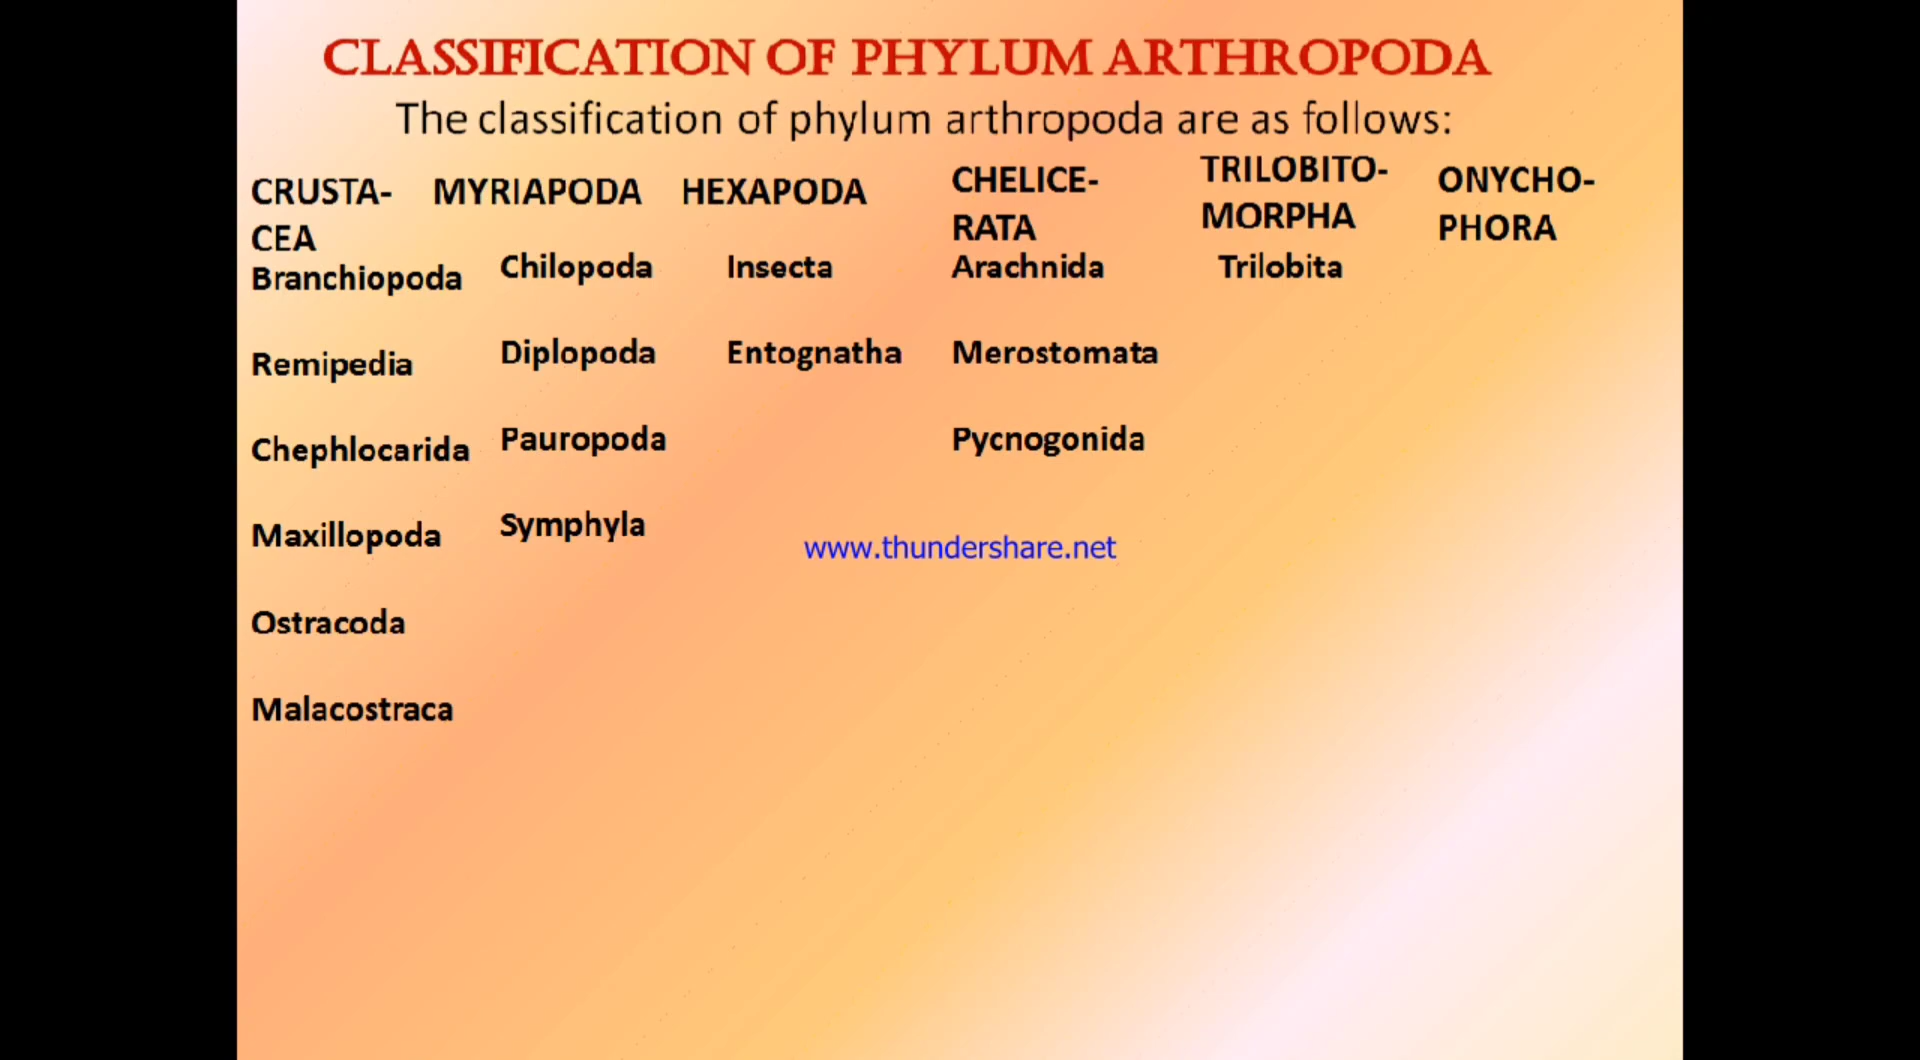 CLASSIFICATION OF PHYLUM ARTHROPODA
The classification of phylum arthropoda are as follows:
CRUSTA-
CEA
Branchiopoda
Remipedia
Chephlocarida
Maxillopoda
Ostracoda
Malacostraca
MYRIAPODA
Chilopoda
Diplopoda
Pauropoda
Symphyla
HEXAPODA
Insecta
Entognatha
CHELICE-
RATA
Arachnida
Merostomata
Pycnogonida
TRILOBITO-
MORPHA
Trilobita
ONYCHO-
PHORA
www.thundershare.net